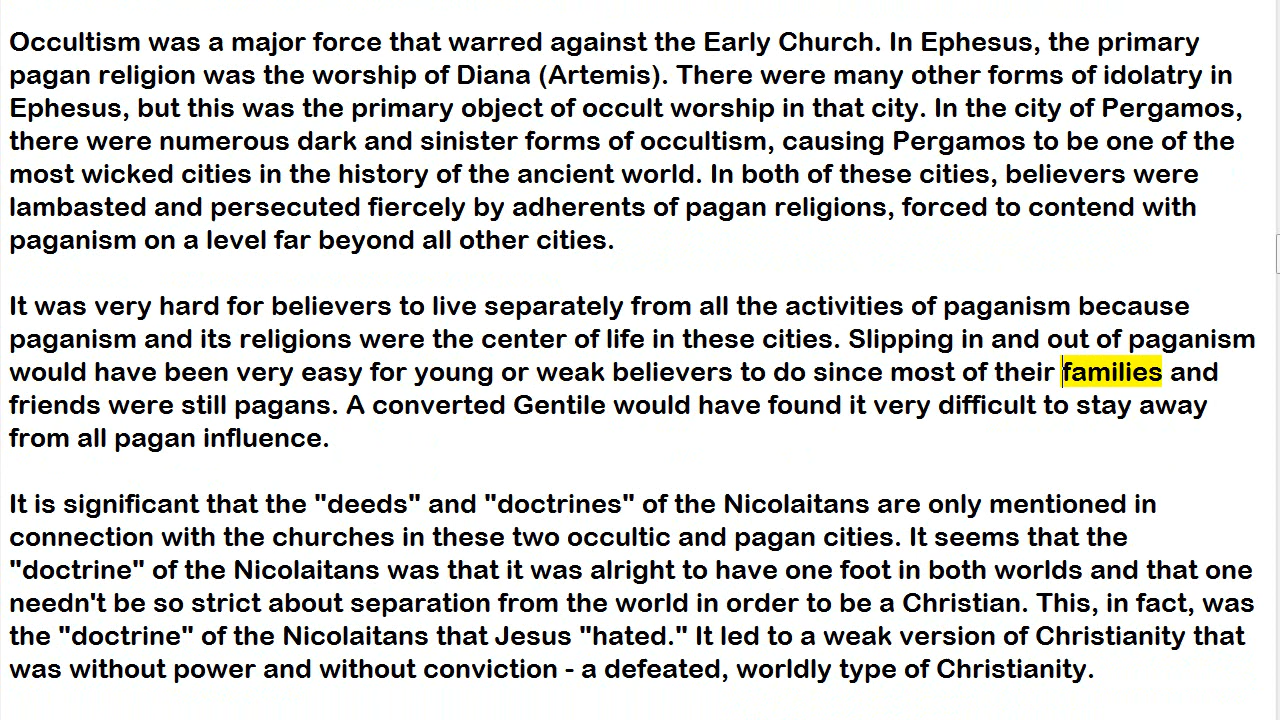 Occultism was a major force that warred against the Early Church. In Ephesus, the primary
pagan religion was the worship of Diana (Artemis). There were many other forms of idolatry in
Ephesus, but this was the primary object of occult worship in that city. In the city of Pergamos,
there were numerous dark and sinister forms of occultism, causing Pergamos to be one of the
most wicked cities in the history of the ancient world. In both of these cities, believers were
lambasted and persecuted fiercely by adherents of pagan religions, forced to contend with
paganism on a level far beyond all other cities.
It was very hard for believers to live separately from all the activities of paganism because
paganism and its religions were the center of life in these cities. Slipping in and out of paganism
would have been very easy for young or weak believers to do since most of their families and
friends were still pagans. A converted Gentile would have found it very difficult to stay away
from all pagan influence.
It is significant that the "deeds" and "doctrines" of the Nicolaitans are only mentioned in
connection with the churches in these two occultic and pagan cities. It seems that the
"doctrine" of the Nicolaitans was that it was alright to have one foot in both worlds and that one
needn't be so strict about separation from the world in order to be a Christian. This, in fact, was
the "doctrine" of the Nicolaitans that Jesus "hated." It led to a weak version of Christianity that
was without power and without conviction - a defeated, worldly type of Christianity.